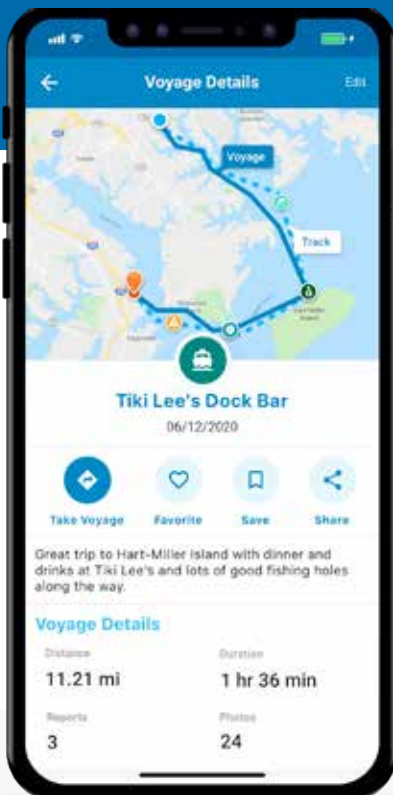 Voyage Details
Edit
Voyage
Track
Tiki Lee's Dock Bar
06/12/2020
Take Voyage
Favorite
Save
Share
Great trip to Hart-Miller Island with dinner and
drinks at Tiki Lee's and lots of good fishing holes
along the way.
Voyage Details
Distance
Duration
11.21 mi
1 hr 36 min
Reports
Photos
3
24